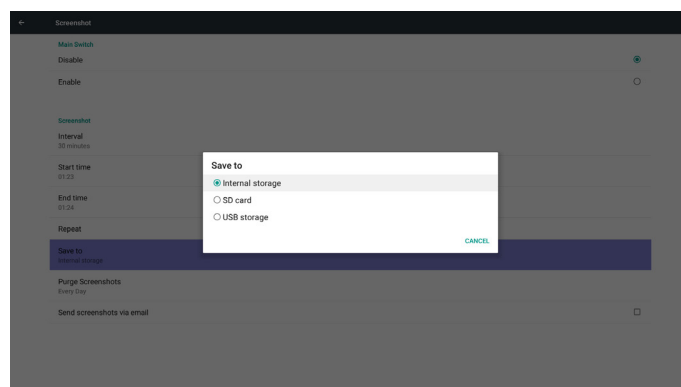 Screenshot
Main Switch
Disable
Enable
Screenshot
Interval
30 minutes
Start time
01:23
End time
01:24
Repeat
Save to
Internal storage
Purge Screenshots
Every Day
Send screenshots via email
Save to
Internal storage
SD card
USB storage
CANCEL